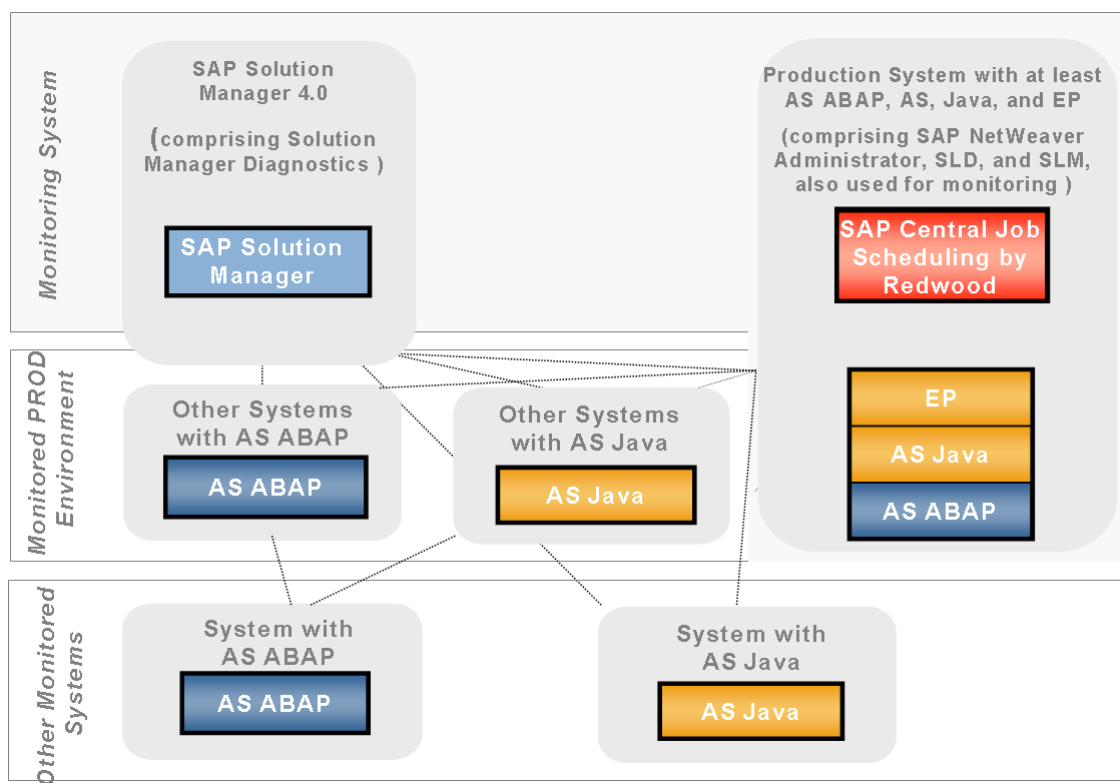 Monitoring System
SAP Solution
Manager 4.0
(comprising Solution
Manager Diagnostics )
SAP Solution
Manager
Production System with at least
AS ABAP, AS, Java, and EP
(comprising SAP NetWeaver
Administrator, SLD, and SLM,
also used for monitoring )
SAP Central Job
Scheduling by
Redwood
Monitored PROD
Environment
Other Systems
with AS ABAP
AS ABAP
Other Systems
with AS Java
AS Java
EP
AS Java
AS ABAP
Other Monitored
Systems
System with
AS ABAP
AS ABAP
System with
AS Java
AS Java